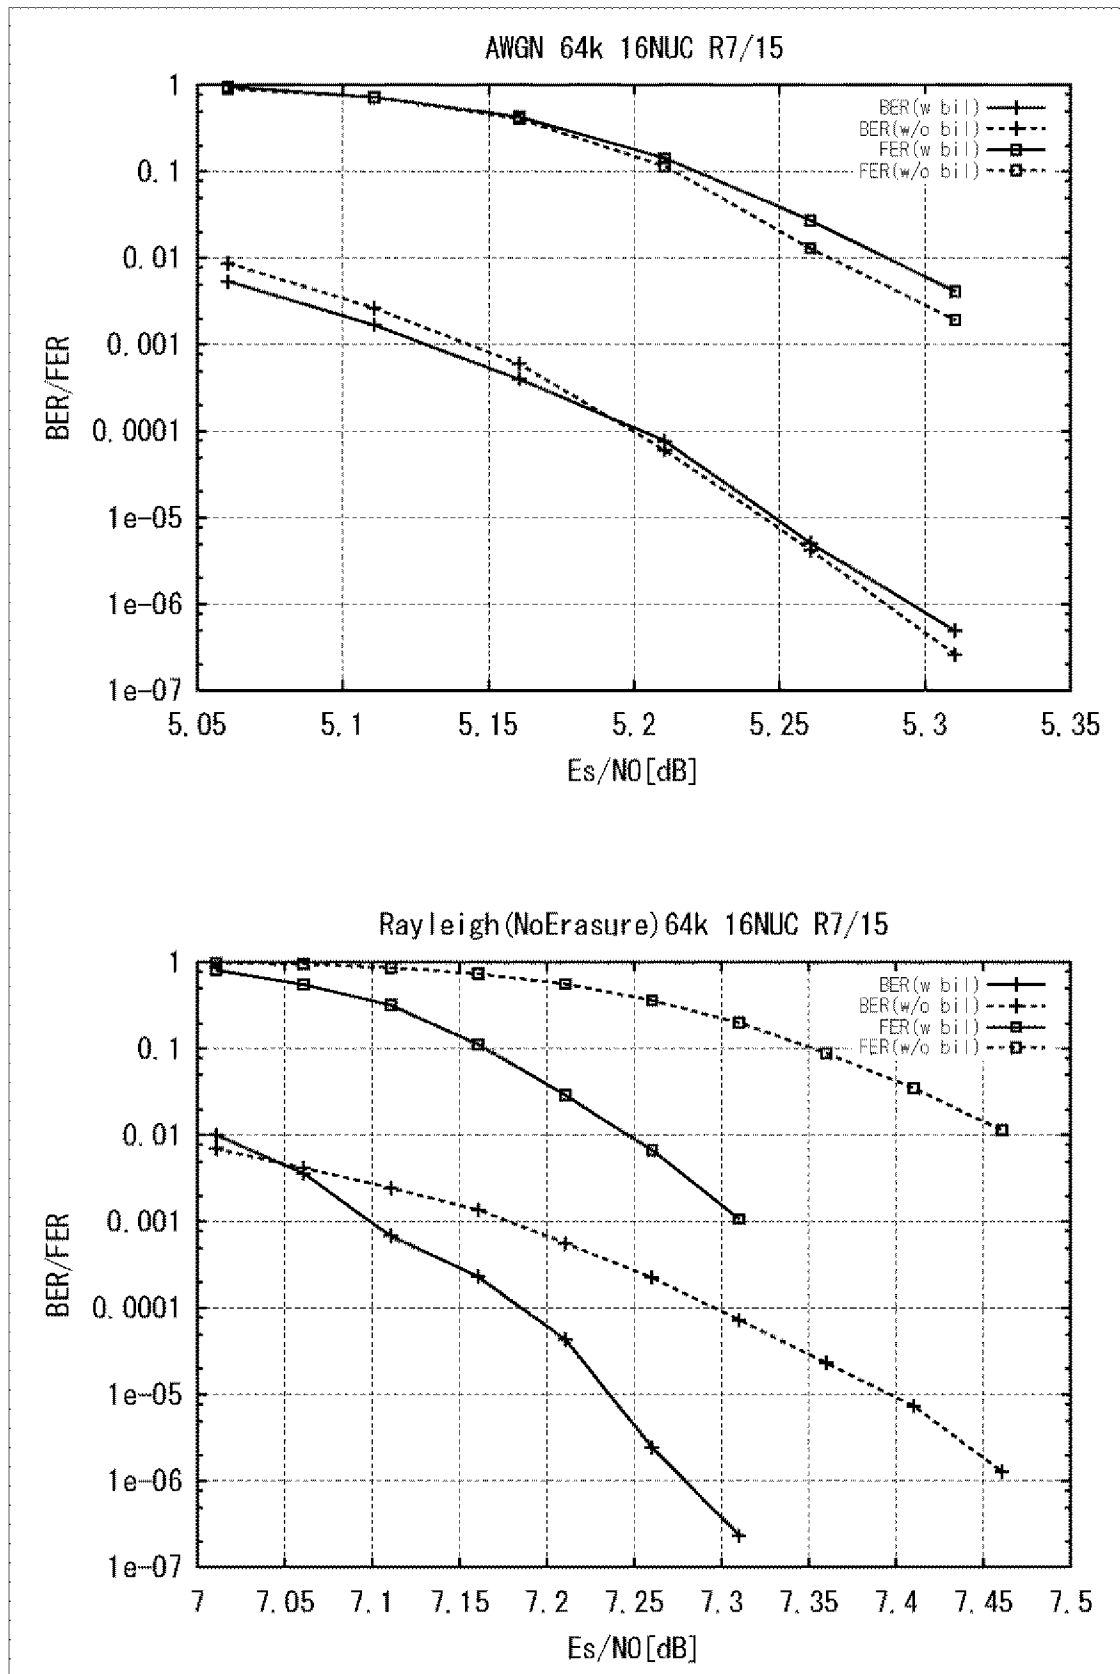 AWGN 64k 16NUC R7/15
1
0.1
0.01
0.001
0.0001
1e-05
1e-06
1e-07
BER/FER
BER(w bil)
BER(w/o bil)
FER(w bil)
FER(w/o bil)
5.05 5.1 5.15 5.2 5.25 5.3 5.35
Es/N0[dB]
Rayleigh(NoErasure)64k 16NUC R7/15
1
0.1
0.01
0.001
0.0001
1e-05
1e-06
1e-07
BER/FER
BER(w bil)
BER(w/o bil)
FER(w bil)
FER(w/o bil)
7 7.05 7.1 7.15 7.2 7.25 7.3 7.35 7.4 7.45 7.5
Es/N0[dB]